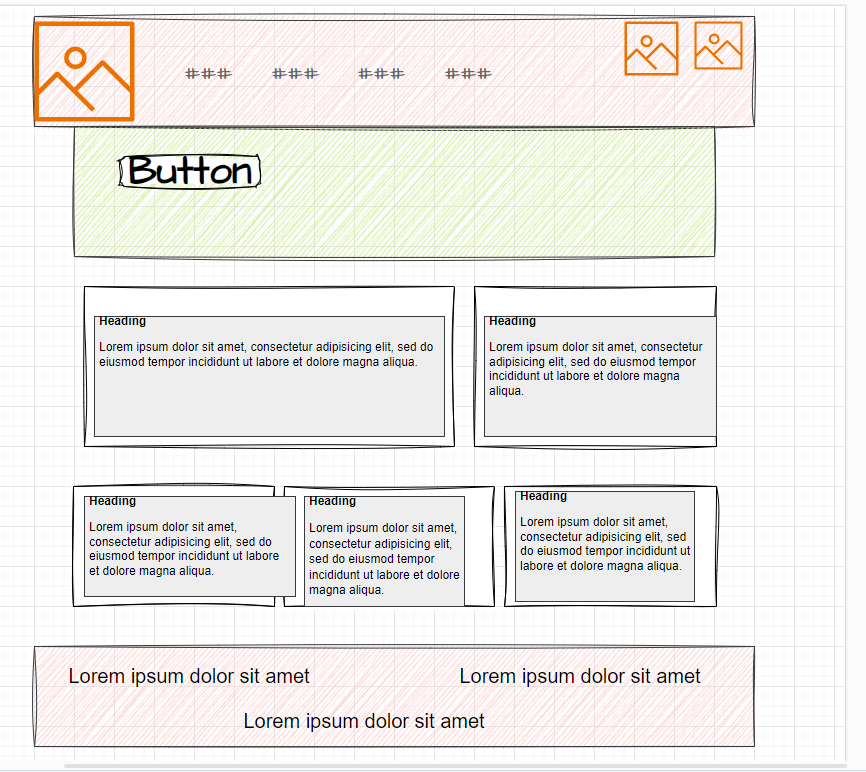 ### ### ### ###
Button
Heading
Lorem ipsum dolor sit amet, consectetur adipisicing elit, sed do
eiusmod tempor incididunt ut labore et dolore magna aliqua.
Heading
Lorem ipsum dolor sit amet, consectetur
adipisicing elit, sed do eiusmod tempor
incididunt ut labore et dolore magna
aliqua.
Heading
Lorem ipsum dolor sit amet,
consectetur adipisicing elit, sed do
eiusmod tempor incididunt ut labore
et dolore magna aliqua.
Heading
Lorem ipsum dolor sit amet,
consectetur adipisicing elit,
sed do eiusmod tempor
incididunt ut labore et dolore
magna aliqua.
Heading
Lorem ipsum dolor sit amet,
consectetur adipisicing elit, sed
do eiusmod tempor incididunt ut
labore et dolore magna aliqua.
Lorem ipsum dolor sit amet
Lorem ipsum dolor sit amet
Lorem ipsum dolor sit amet